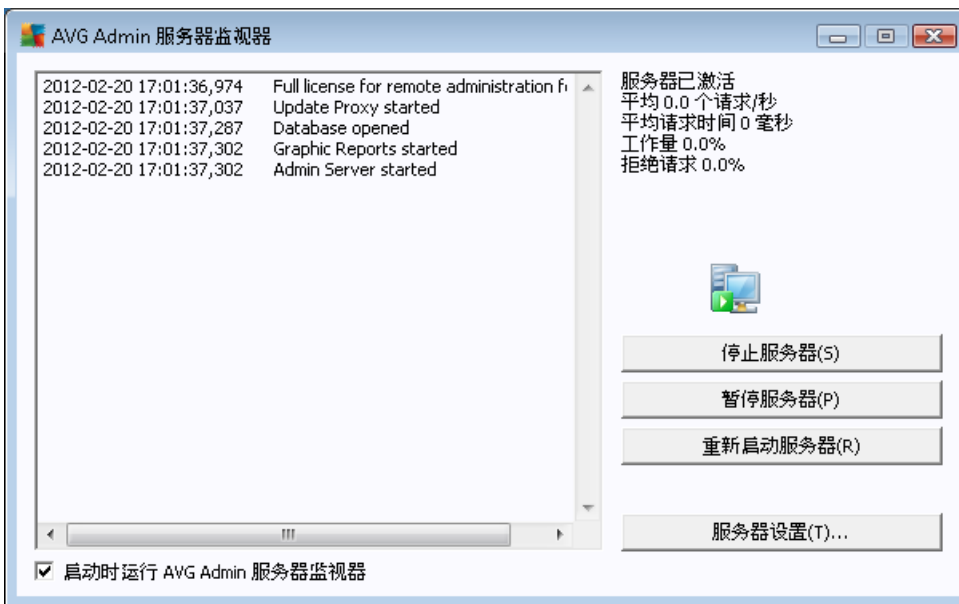 AVG Admin 服务器监视器
2012-02-20 17:01:36,974 Full license for remote administration
2012-02-20 17:01:37,037 Update Proxy started
2012-02-20 17:01:37,287 Database opened
2012-02-20 17:01:37,302 Graphic Reports started
2012-02-20 17:01:37,302 Admin Server started
服务器已激活
平均 0.0 个请求/秒
平均请求时间 0 毫秒
工作量 0.0%
拒绝请求 0.0%
停止服务器(S)
暂停服务器(P)
重新启动服务器(R)
服务器设置(T)...
启动时运行 AVG Admin 服务器监视器